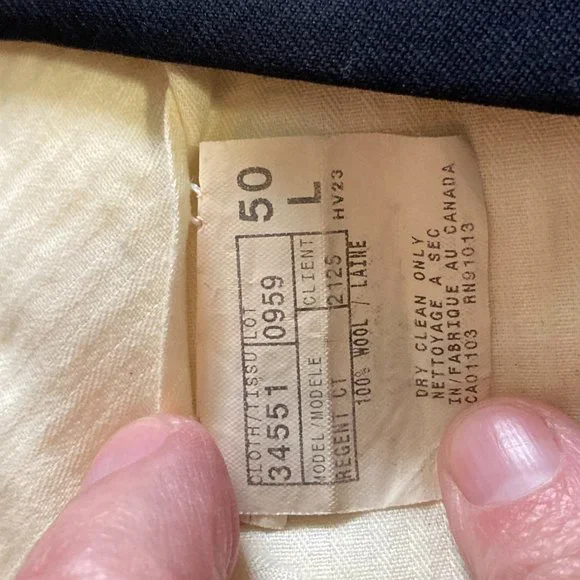 50
L
CLOTH/TISSU LOT
34551 0959
MODEL/MODELE CLIENT
REGENT CT 2125 HV23
100% WOOL / LAINE
DRY CLEAN ONLY
NETTOYAGE A SEC
IN/FABRIQUE AU CANADA
CA01103 RN91013